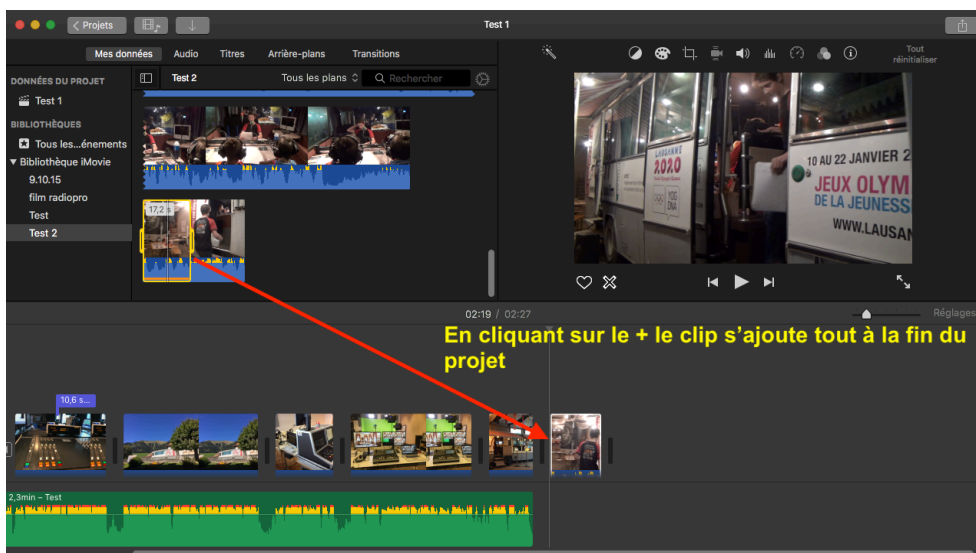 Projets
Test 1
Mes données
Audio
Titres
Arrière-plans
Transitions
Tout
réinitialiser
DONNÉES DU PROJET
Test 1
BIBLIOTHÈQUES
Tous les...énements
Bibliothèque iMovie
9.10.15
film radiopro
Test
Test 2
Test 2
Tous les plans
Rechercher
17,2 s
LAUSANNE
2020
YOG
DNA
10 AU 22 JANVIER 2
JEUX OLYM
DE LA JEUNESS
WWW.LAUSAN
02:19 / 02:27
Réglages
En cliquant sur le + le clip s’ajoute tout à la fin du
projet
10,6 s...
2,3min – Test